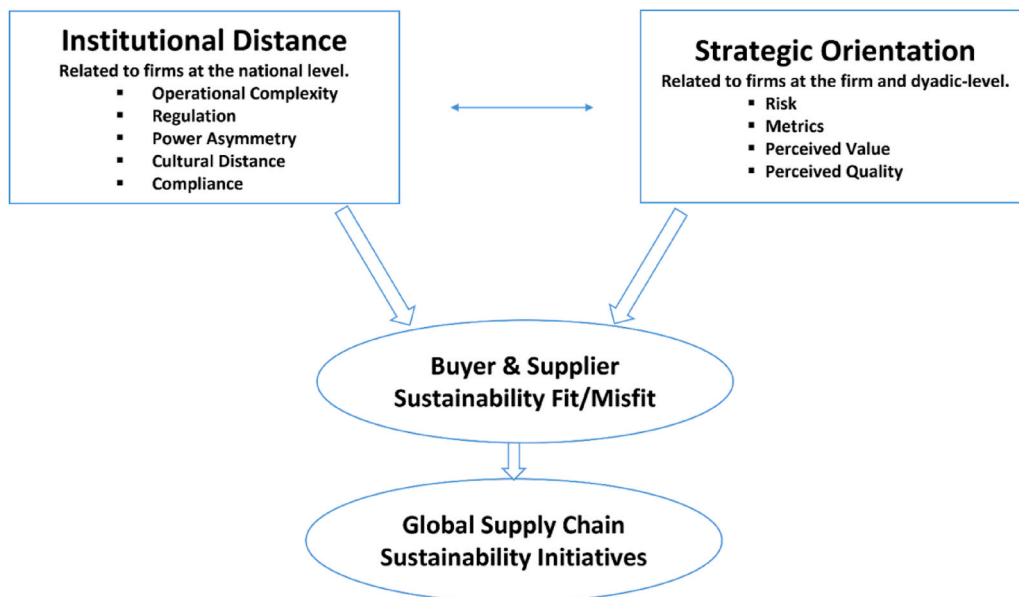 Institutional Distance
Related to firms at the national level.
▪ Operational Complexity
▪ Regulation
▪ Power Asymmetry
▪ Cultural Distance
▪ Compliance
Strategic Orientation
Related to firms at the firm and dyadic-level.
▪ Risk
▪ Metrics
▪ Perceived Value
▪ Perceived Quality
Buyer & Supplier
Sustainability Fit/Misfit
Global Supply Chain
Sustainability Initiatives